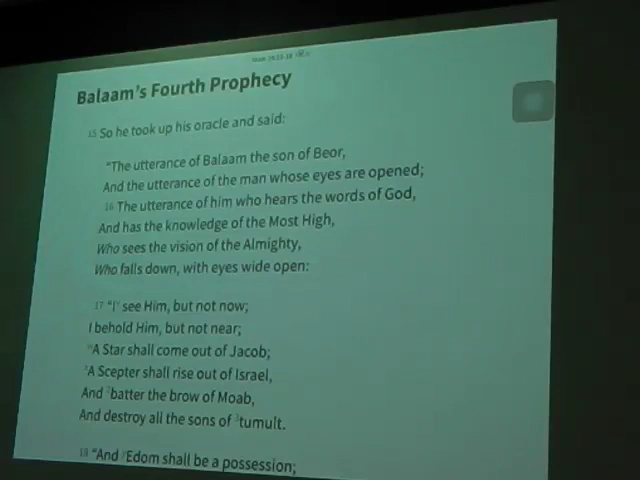 Balaam's Fourth Prophecy
15 So he took up his oracle and said:
"The utterance of Balaam the son of Beor,
And the utterance of the man whose eyes are opened;
16 The utterance of him who hears the words of God,
And has the knowledge of the Most High,
Who sees the vision of the Almighty,
Who falls down, with eyes wide open:
17 "I see Him, but not now;
I behold Him, but not near;
A Star shall come out of Jacob;
A Scepter shall rise out of Israel,
And batter the brow of Moab,
And destroy all the sons of tumult.
18 "And Edom shall be a possession;